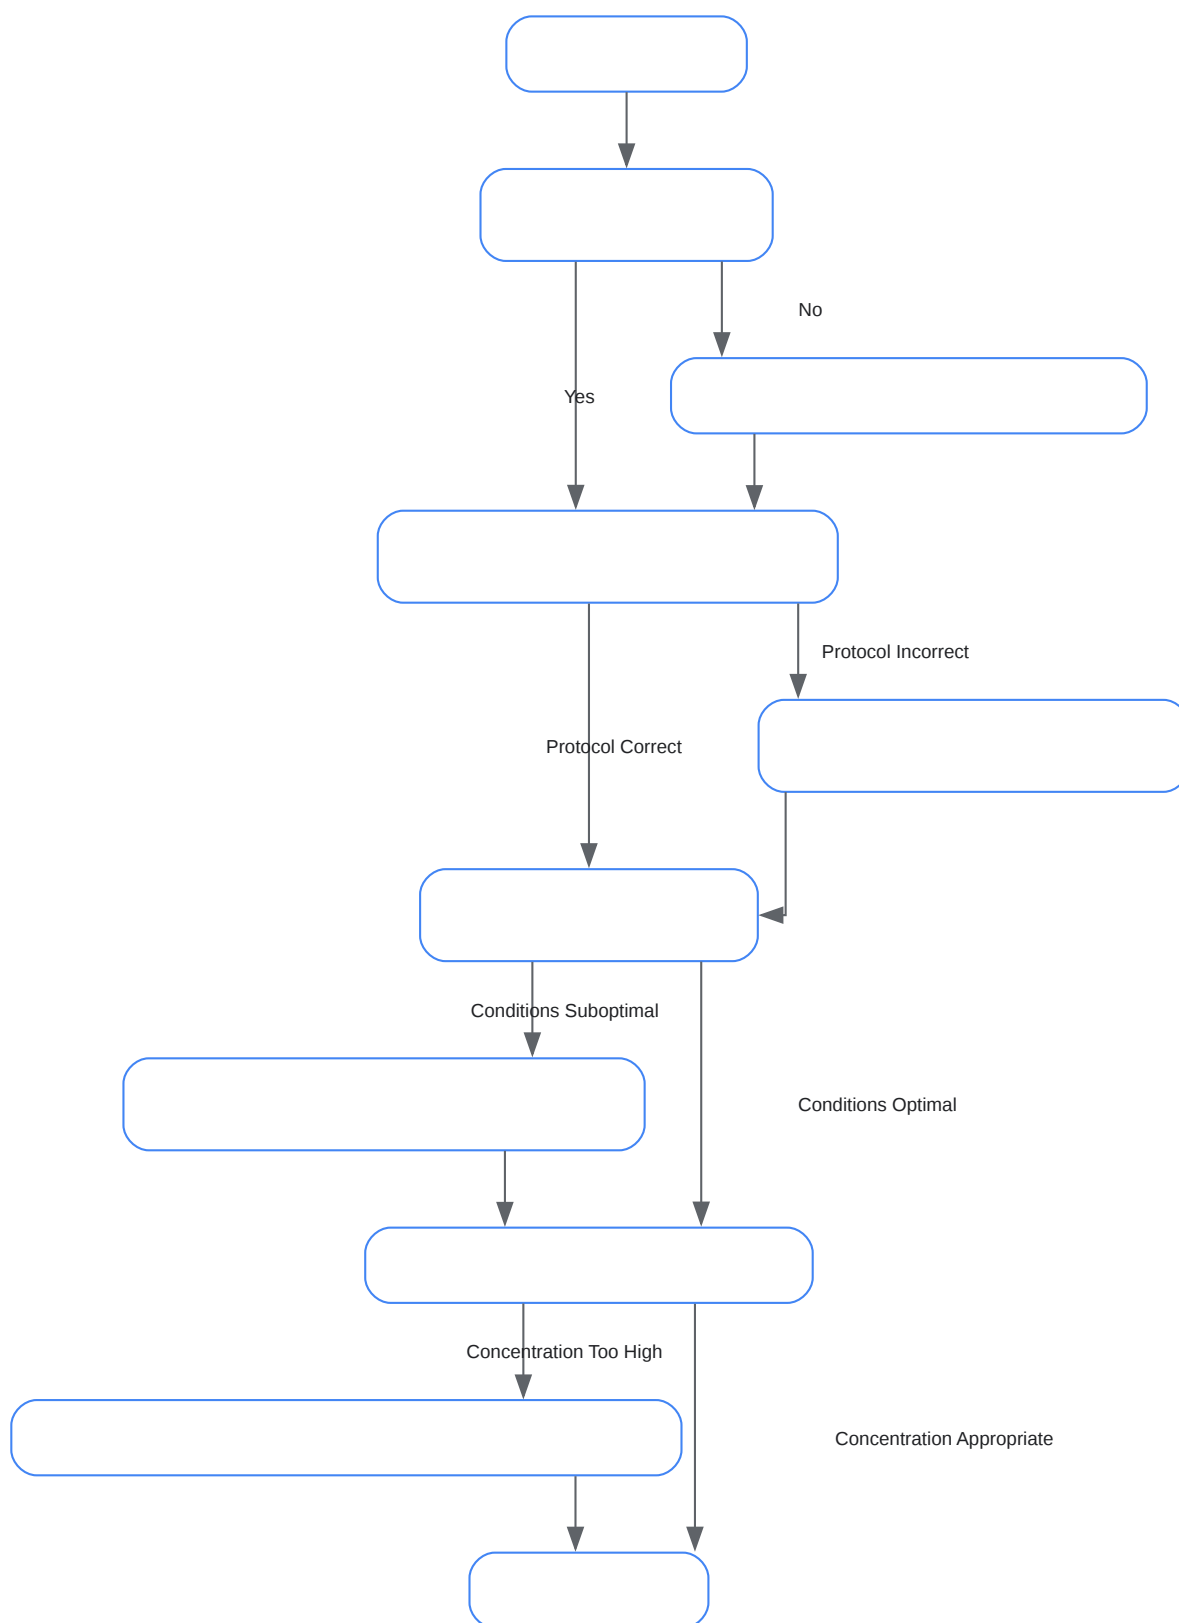 No
Yes
Protocol Incorrect
Protocol Correct
Conditions Suboptimal
Conditions Optimal
Concentration Too High
Concentration Appropriate